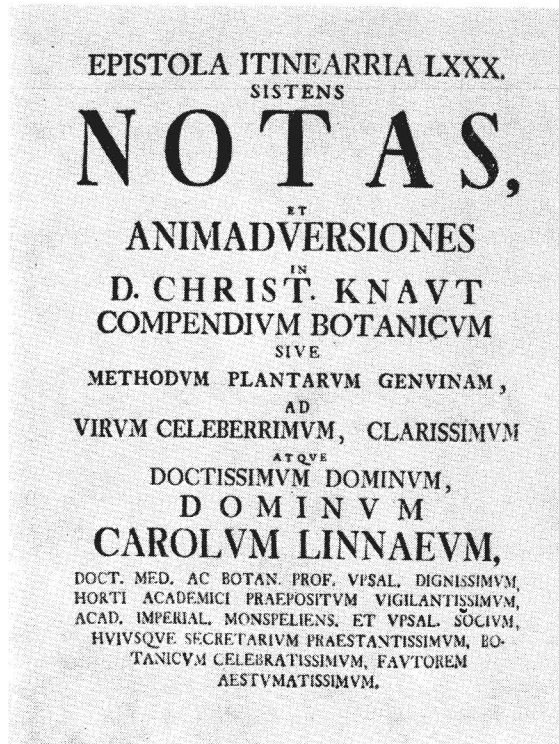 EPISTOLA ITINEARRIA LXXX.
SISTENS
NOTAS,
ET
ANIMADVERSIONES
IN
D. CHRIST. KNAVT
COMPENDIVM BOTANICVM
SIVE
METHODVM PLANTARVM GENVINAM,
AD
VIRVM CELEBERRIMVM, CLARISSIMVM
ATQVE
DOCTISSIMVM DOMINVM,
DOMINVM
CAROLVM LINNAEVM,
DOCT. MED. AC BOTAN. PROF. VPSAL. DIGNISSIMVM,
HORTI ACADEMICI PRAEPOSITVM VIGILANTISSIMVM,
ACAD. IMPERIAL. MONSPELIENS. ET VPSAL. SOCIVM,
HVIVSQVE SECRETARIVM PRAESTANTISSIMVM, BO-
TANICVM CELEBRATISSIMVM, FAVTOREM
AESTVMATISSIMVM.